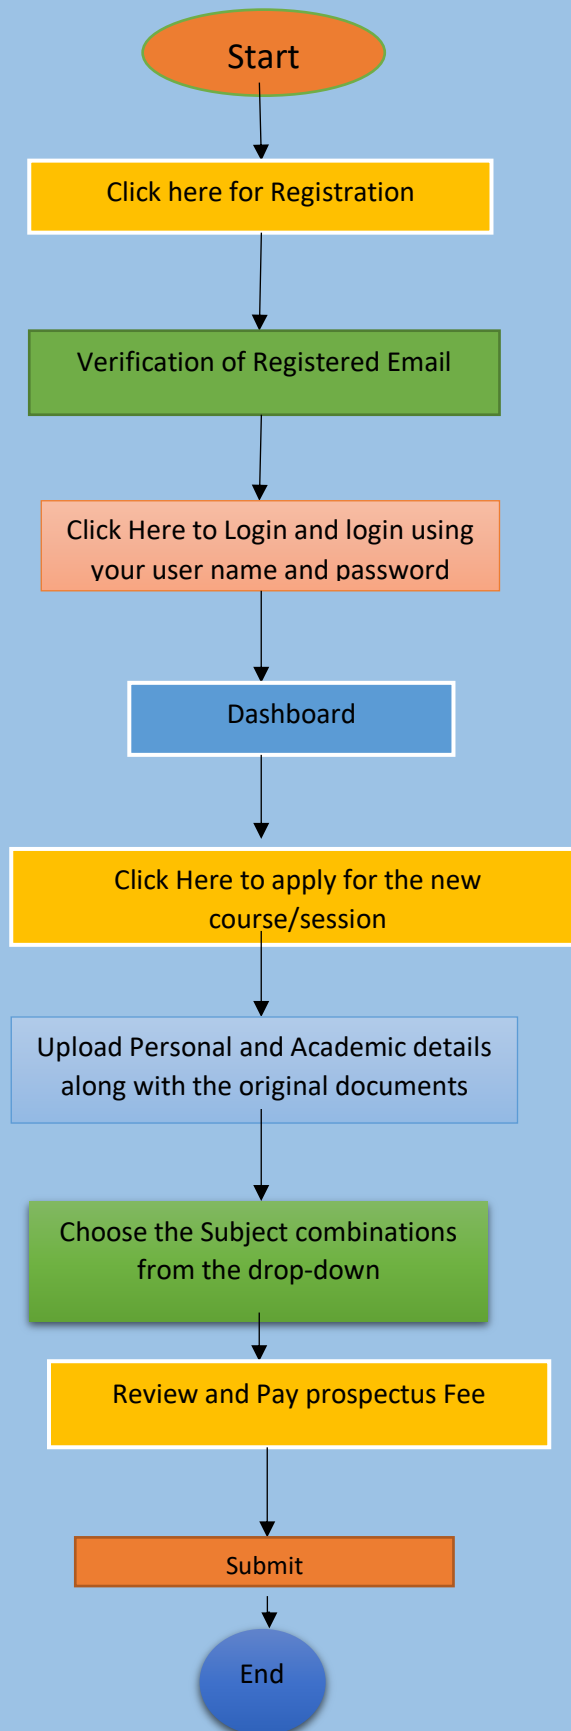 Start
Click here for Registration
Verification of Registered Email
Click Here to Login and login using
your user name and password
Dashboard
Click Here to apply for the new
course/session
Upload Personal and Academic details
along with the original documents
Choose the Subject combinations
from the drop-down
Review and Pay prospectus Fee
Submit
End